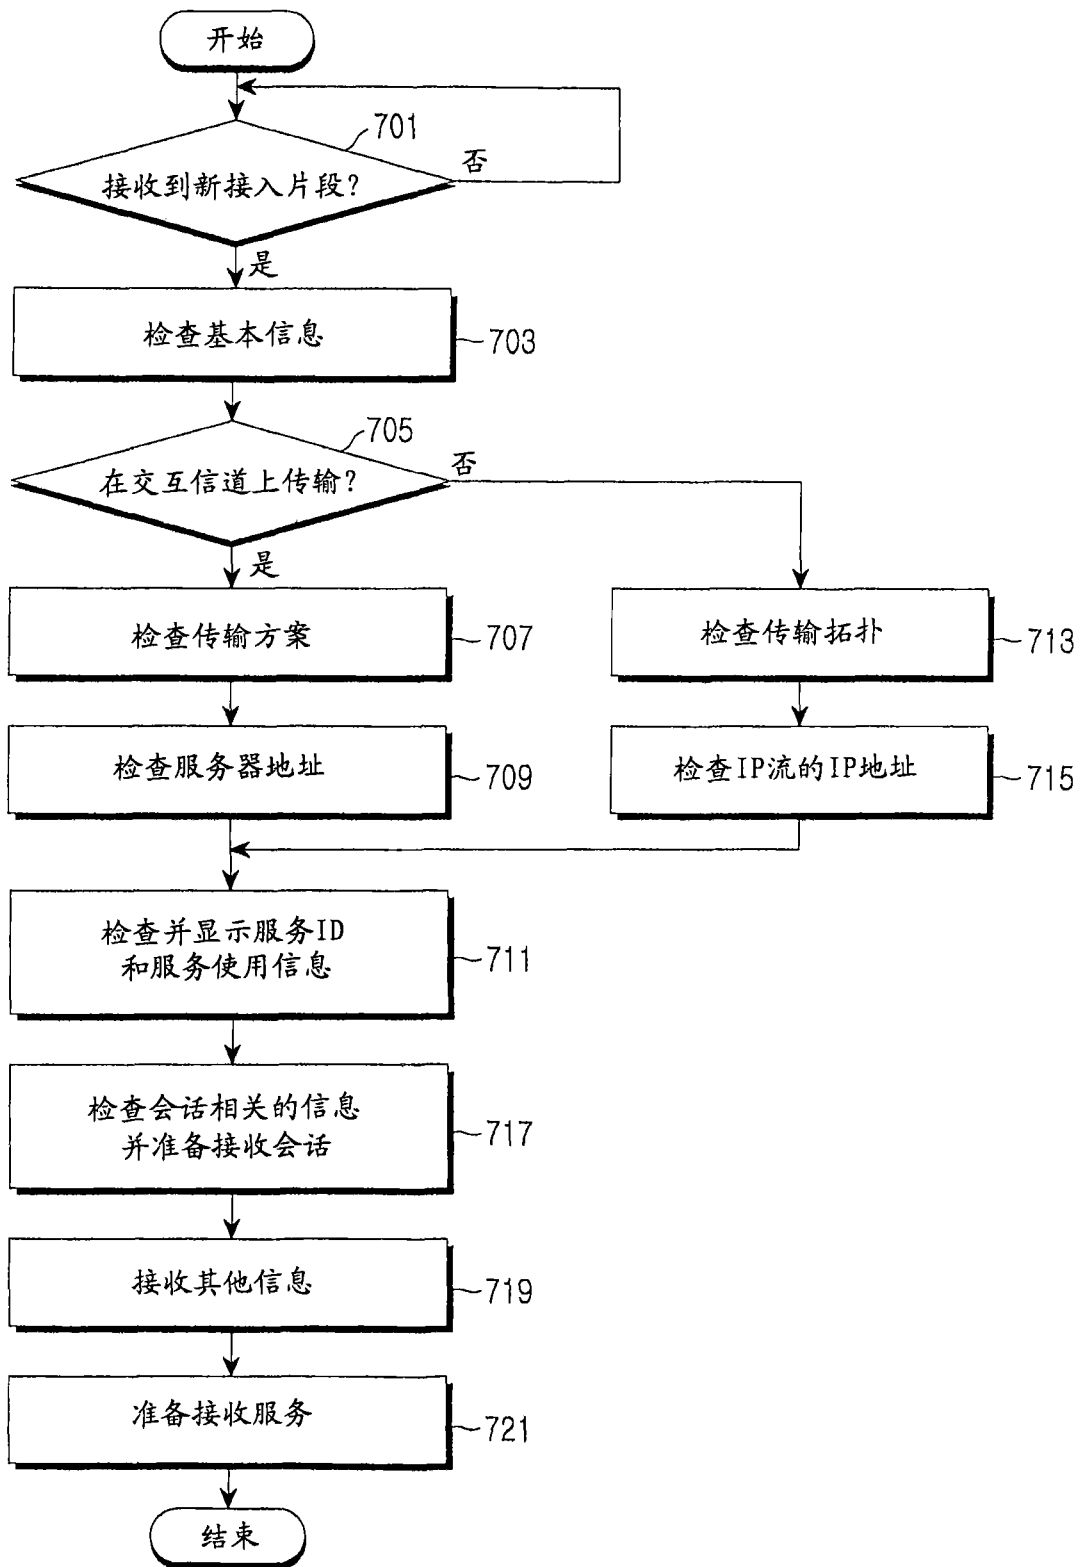 开始
701
否
接收到新接入片段?
是
检查基本信息
703
705
否
在交互信道上传输?
是
检查传输方案
707
检查传输拓扑
713
检查服务器地址
709
检查IP流的IP地址
715
检查并显示服务ID
和服务使用信息
711
检查会话相关的信息
并准备接收会话
717
接收其他信息
719
准备接收服务
721
结束